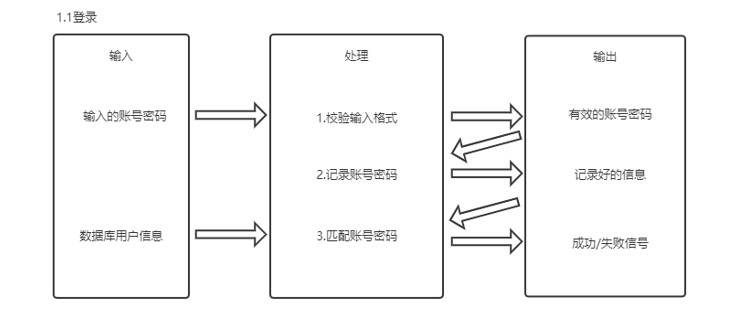 1.1登录
输入
处理
输出
输入的账号密码
1.校验输入格式
有效的账号密码
2.记录账号密码
记录好的信息
数据库用户信息
3.匹配账号密码
成功/失败信号